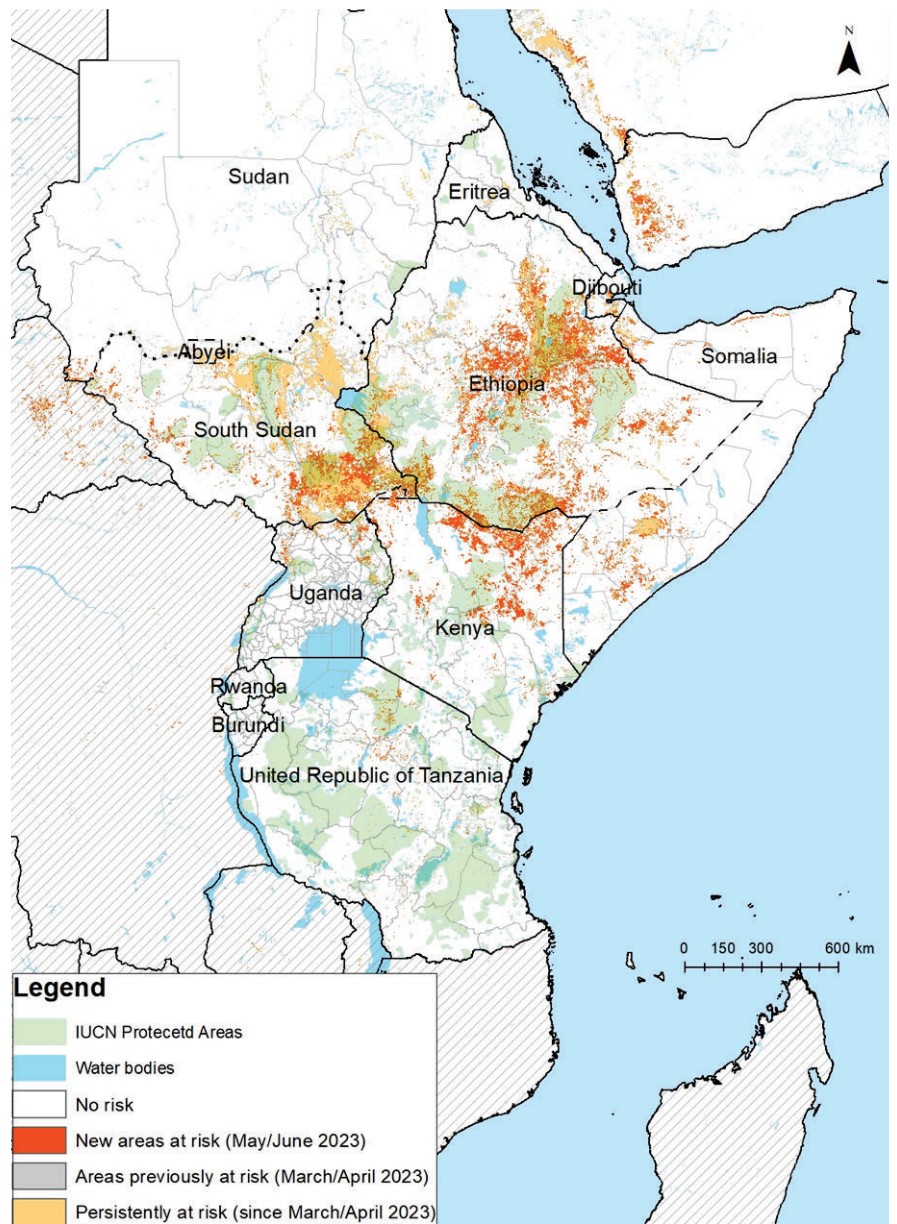 N
Sudan
Eritrea
Djibouti
Abyei
Somalia
Ethiopia
South Sudan
Uganda
Kenya
Rwanda
Burundi
United Republic of Tanzania
0 150 300 600 km
Legend
IUCN Protecetd Areas
Water bodies
No risk
New areas at risk (May/June 2023)
Areas previously at risk (March/April 2023)
Persistently at risk (since March/April 2023)